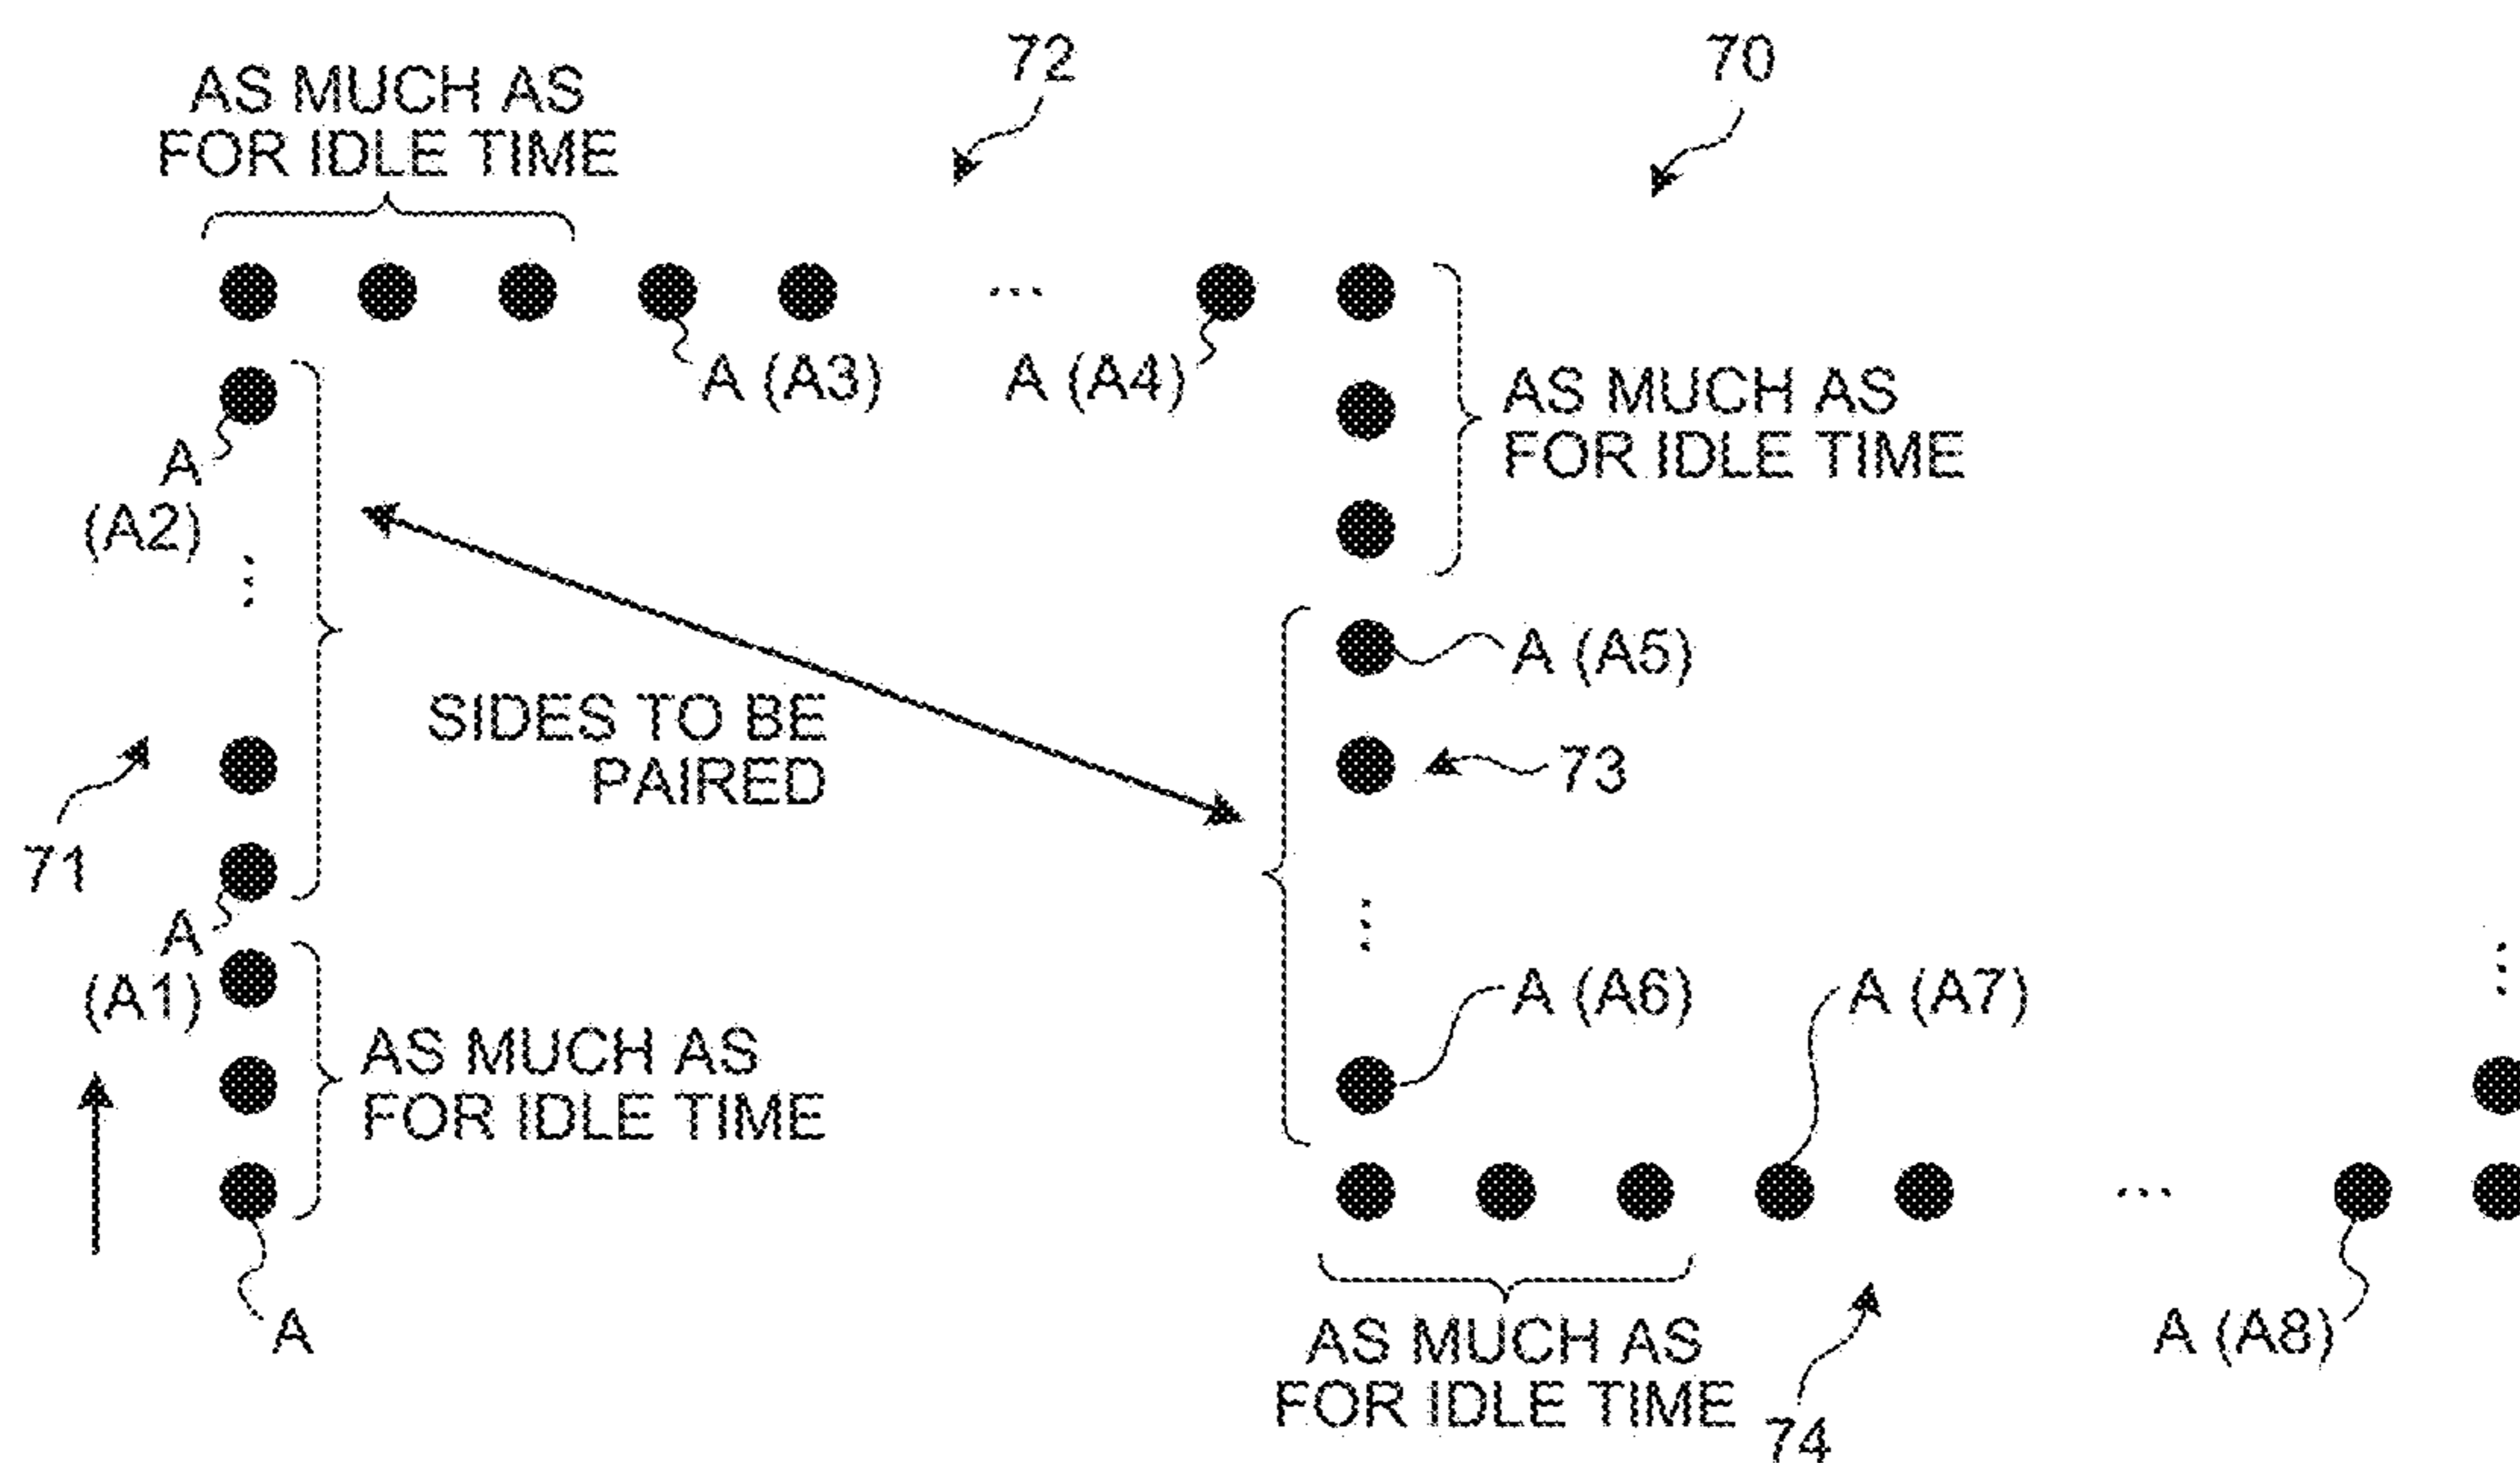 72
70
AS MUCH AS
FOR IDLE TIME
A (A3)
A (A4)
AS MUCH AS
FOR IDLE TIME
A
(A2)
...
A (A5)
SIDES TO BE
PAIRED
73
71
A
(A1)
A (A6)
A (A7)
AS MUCH AS
FOR IDLE TIME
...
A
AS MUCH AS
FOR IDLE TIME
A (A8)
74